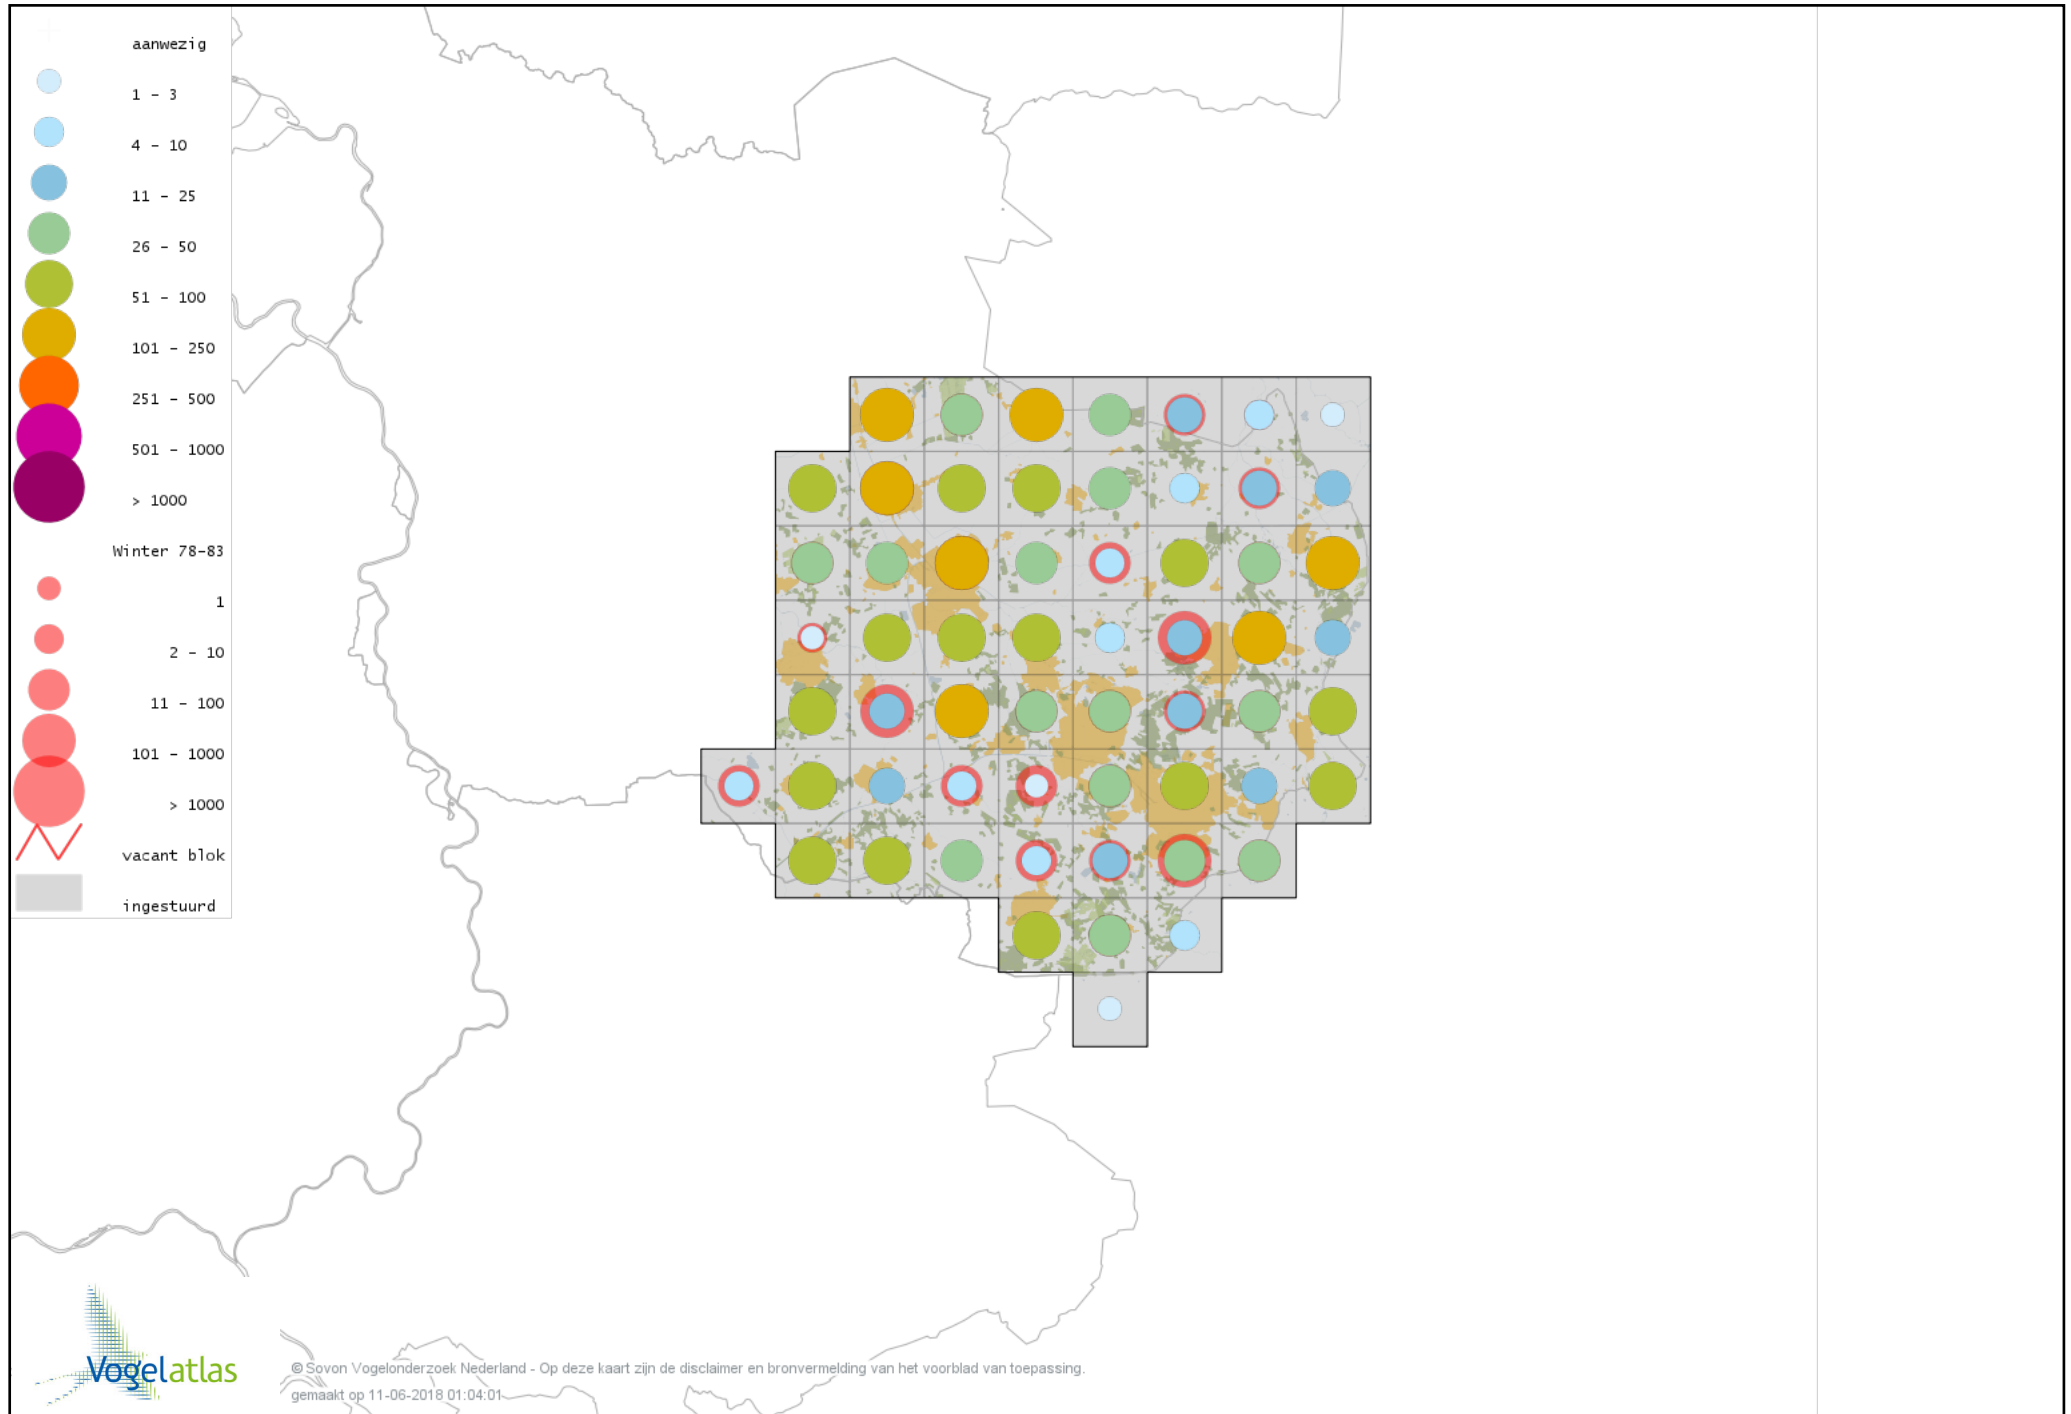 aanwezig
1 - 3
4 - 10
11 - 25
26 - 50
51 - 100
101 - 250
251 - 500
501 - 1000
> 1000
Winter 78-83
1
2 - 10
11 - 100
101 - 1000
> 1000
vacant blok
ingestuurd
Vogelatlas
© Sovon Vogelonderzoek Nederland - Op deze kaart zijn de disclaimer en bronvermelding van het voorblad van toepassing.
gemaakt op 11-06-2018 01:04:01